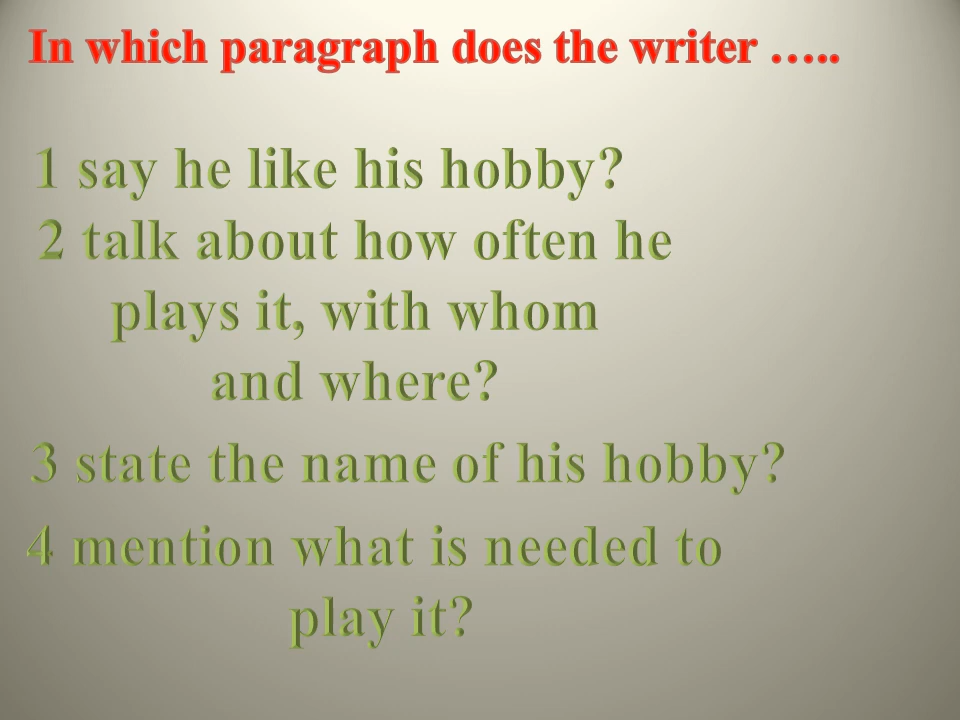 In which paragraph does the writer …..
1 say he like his hobby?
2 talk about how often he
plays it, with whom
and where?
3 state the name of his hobby?
4 mention what is needed to
play it?